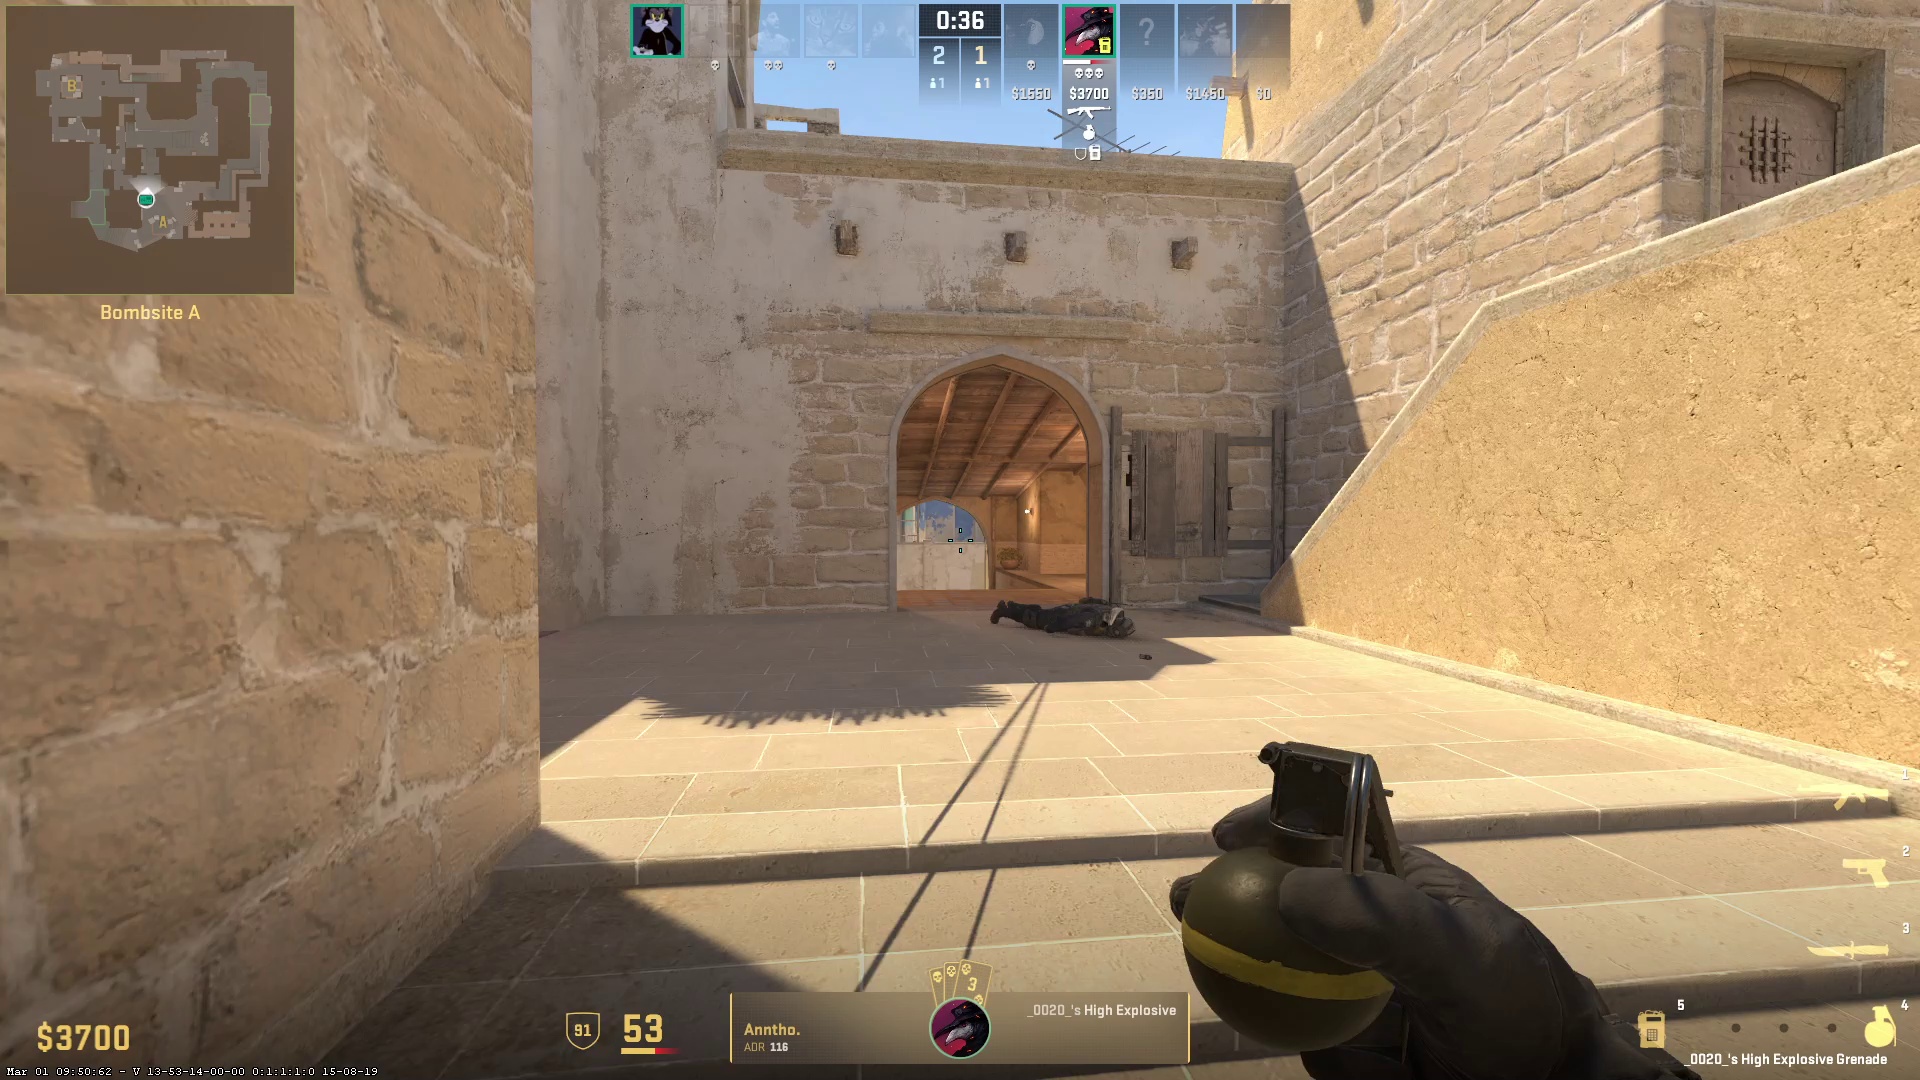 B
A
Bombsite A
0:36
2 1
1 1
$1550 $3700 $350 $1450 $0
?
1
2
3
5 4
_0020_'s High Explosive Grenade
3
_0020_'s High Explosive
Anntho.
ADR 116
91 53
$3700
Mar 01 09:50:62 - V 13-53-14-00-00 0:1:1:1:0 15-08-19